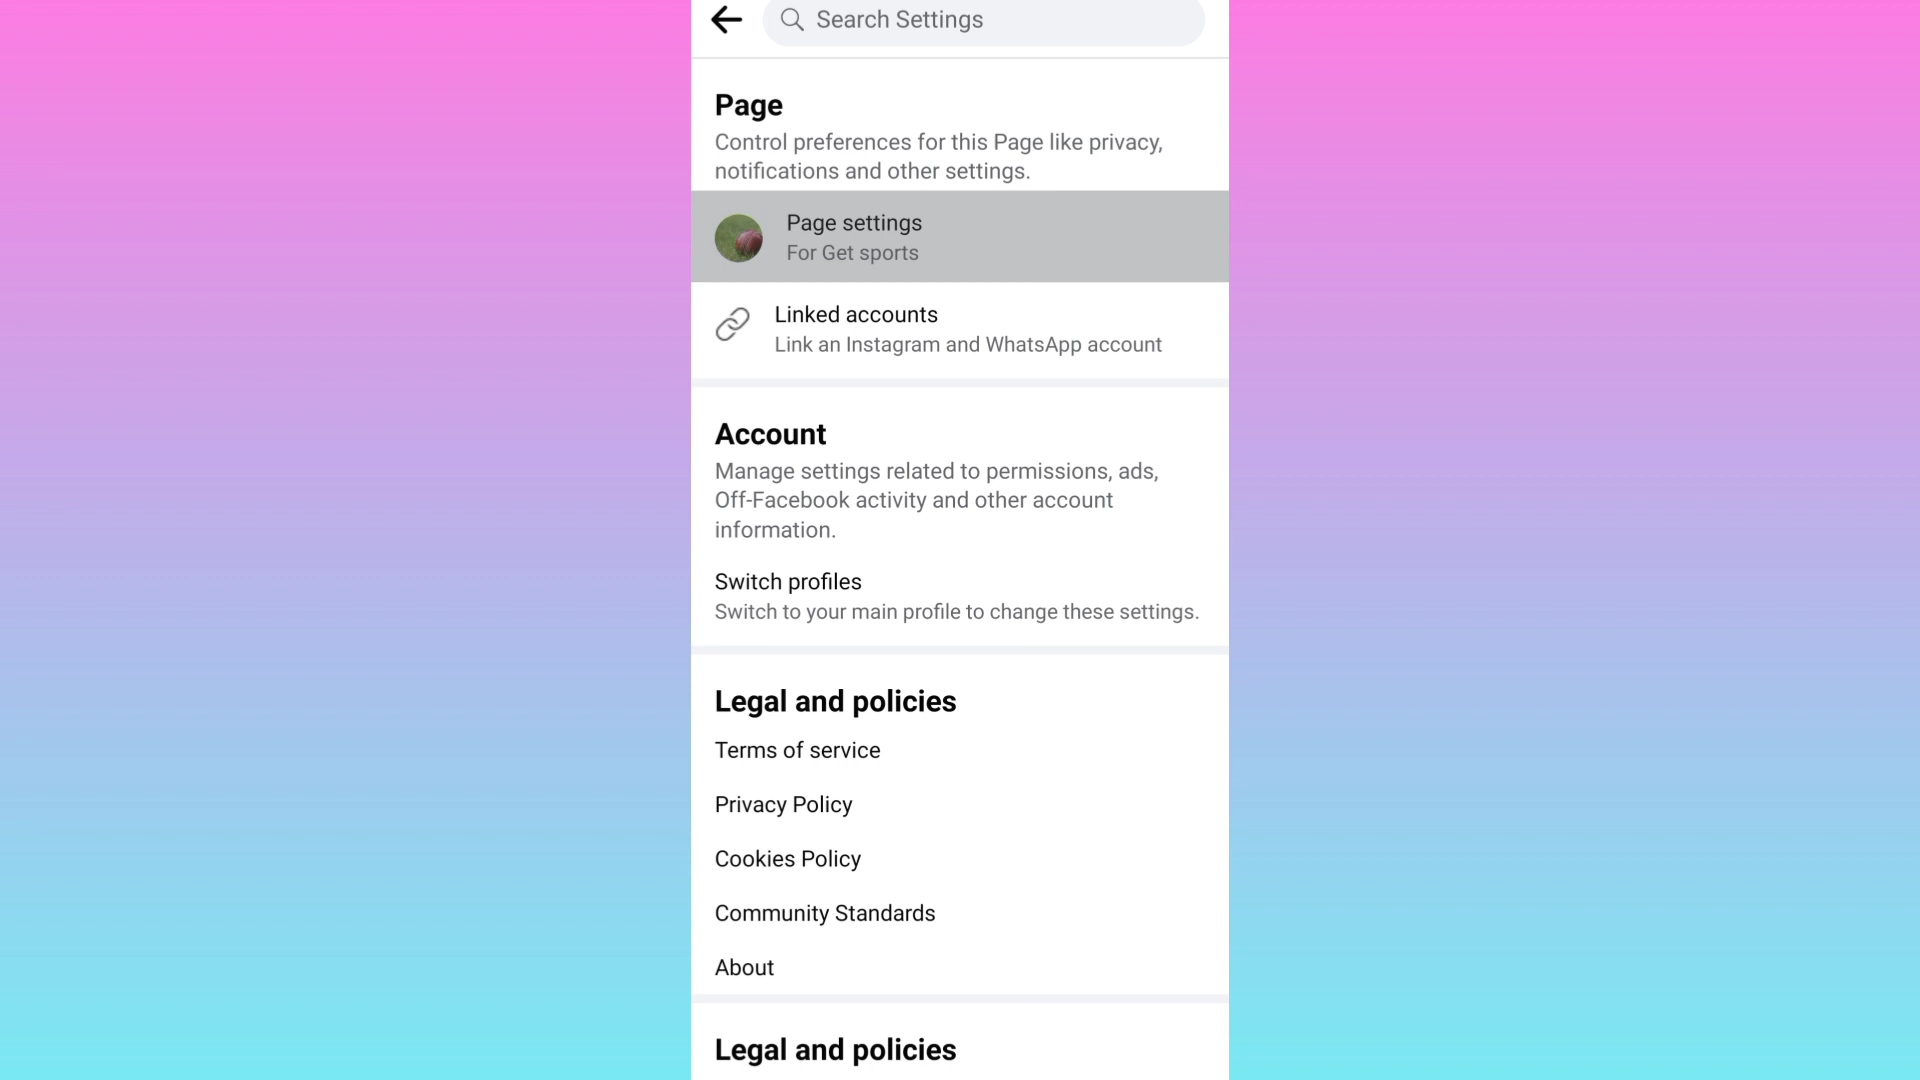 Search Settings
Page
Control preferences for this Page like privacy,
notifications and other settings.
Page settings
For Get sports
Linked accounts
Link an Instagram and WhatsApp account
Account
Manage settings related to permissions, ads,
Off-Facebook activity and other account
information.
Switch profiles
Switch to your main profile to change these settings.
Legal and policies
Terms of service
Privacy Policy
Cookies Policy
Community Standards
About
Legal and policies